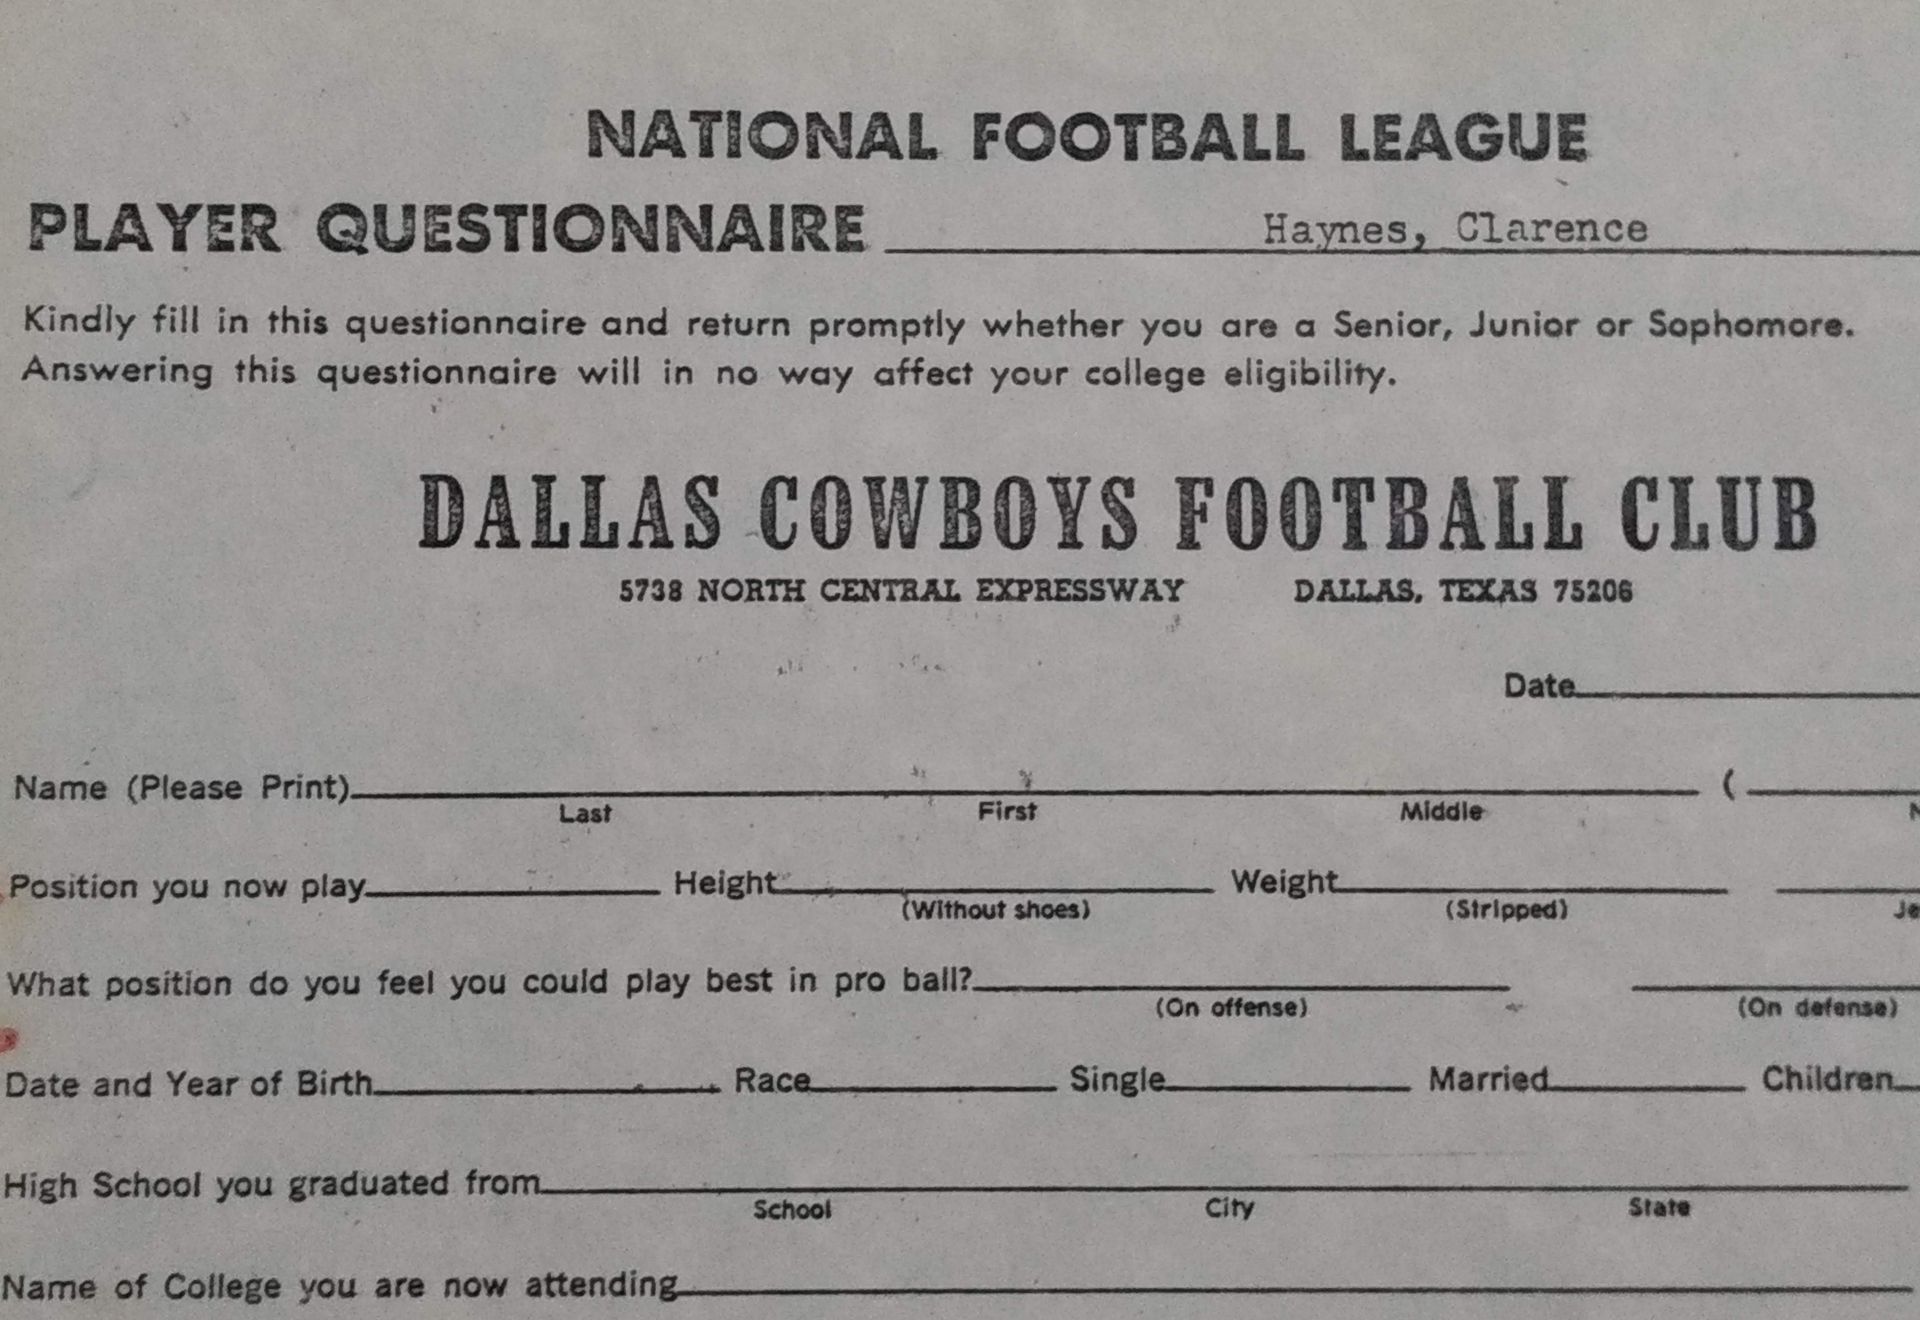 NATIONAL FOOTBALL LEAGUE
PLAYER QUESTIONNAIRE Haynes, Clarence
Kindly fill in this questionnaire and return promptly whether you are a Senior, Junior or Sophomore.
Answering this questionnaire will in no way affect your college eligibility.
DALLAS COWBOYS FOOTBALL CLUB
5738 NORTH CENTRAL EXPRESSWAY DALLAS, TEXAS 75206
Date
Name (Please Print) (
Last First Middle
Position you now play Height Weight
(Without shoes) (Stripped)
What position do you feel you could play best in pro ball?
(On offense) (On defense)
Date and Year of Birth Race Single Married Children
High School you graduated from
School City State
Name of College you are now attending